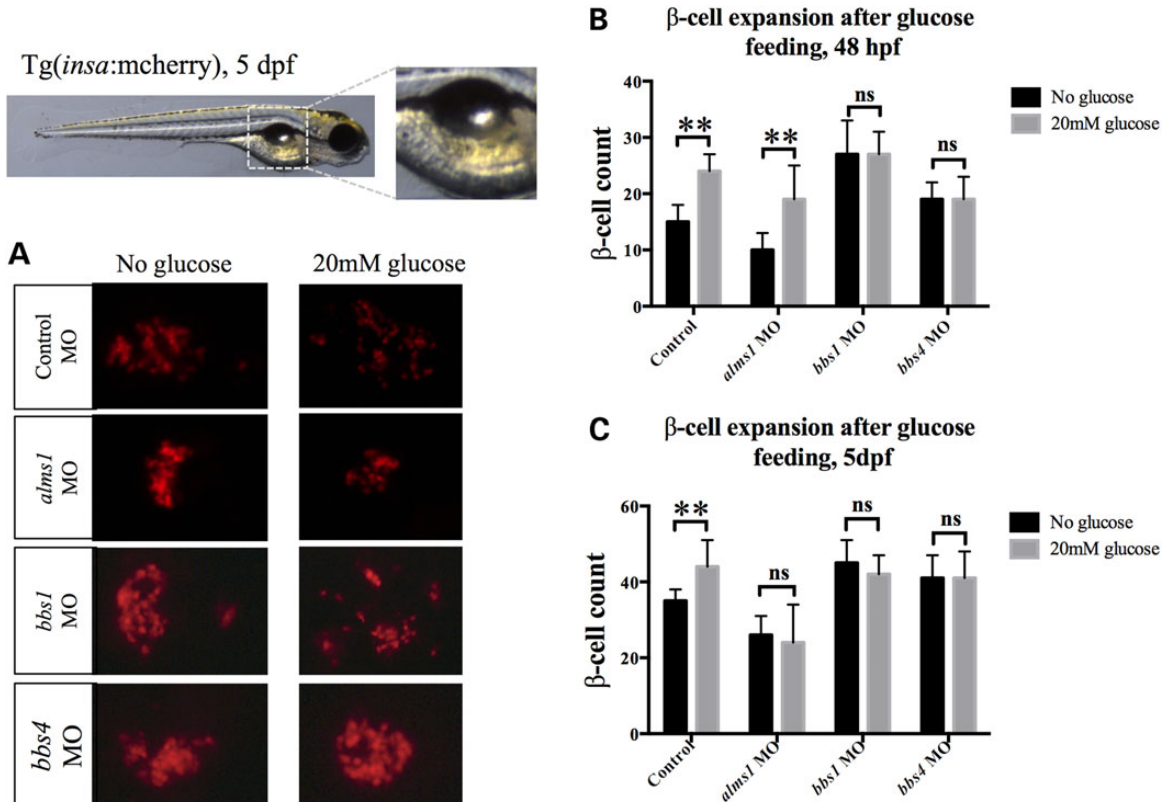 Tg(insa:mcherry), 5 dpf
A
No glucose
20mM glucose
Control
MO
alms1
MO
bbs1
MO
bbs4
MO
B
β-cell expansion after glucose
feeding, 48 hpf
β-cell count
40
30
20
10
0
**
**
ns
ns
No glucose
20mM glucose
Control
alms1 MO
bbs1 MO
bbs4 MO
C
β-cell expansion after glucose
feeding, 5dpf
β-cell count
60
40
20
0
**
ns
ns
ns
No glucose
20mM glucose
Control
alms1 MO
bbs1 MO
bbs4 MO